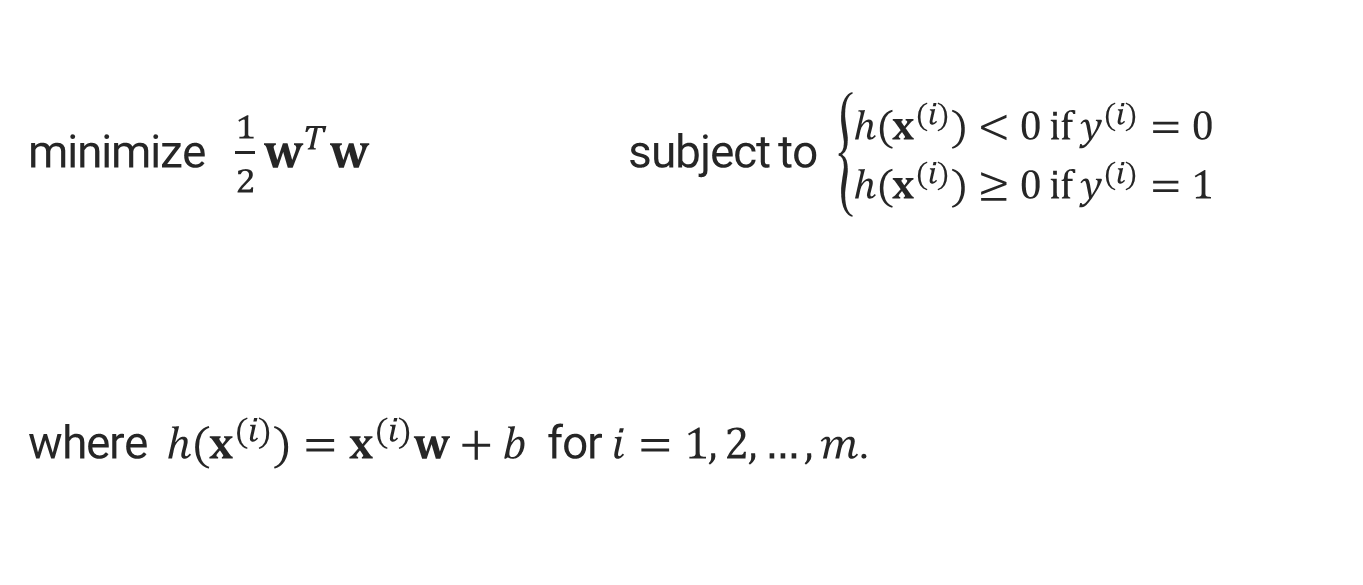 minimize 1/2 𝐰ᵀ𝐰 subject to { h(𝐱⁽ⁱ⁾) < 0 if y⁽ⁱ⁾ = 0
h(𝐱⁽ⁱ⁾) ≥ 0 if y⁽ⁱ⁾ = 1
where h(𝐱⁽ⁱ⁾) = 𝐱⁽ⁱ⁾𝐰 + b for i = 1, 2, … , m.